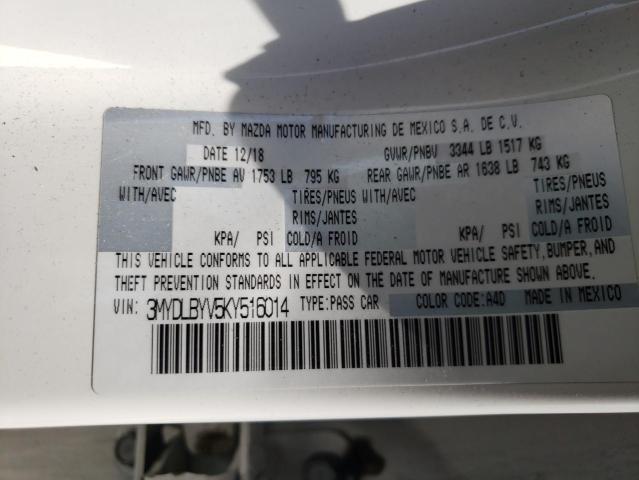 MFD. BY MAZDA MOTOR MANUFACTURING DE MEXICO S.A. DE C.V.
DATE 12/18 GVWR/PNBV 3344 LB 1517 KG
FRONT GAWR/PNBE AV 1753 LB 795 KG REAR GAWR/PNBE AR 1638 LB 743 KG
WITH/AVEC TIRES/PNEUS WITH/AVEC TIRES/PNEUS
RIMS/JANTES RIMS/JANTES
KPA/ PSI COLD/A FROID KPA/ PSI COLD/A FROID
THIS VEHICLE CONFORMS TO ALL APPLICABLE FEDERAL MOTOR VEHICLE SAFETY,BUMPER,AND
THEFT PREVENTION STANDARDS IN EFFECT ON THE DATE OF MANUFACTURE SHOWN ABOVE.
VIN: 3MYDLBYV5KY516014 TYPE:PASS CAR COLOR CODE:A4D MADE IN MEXICO